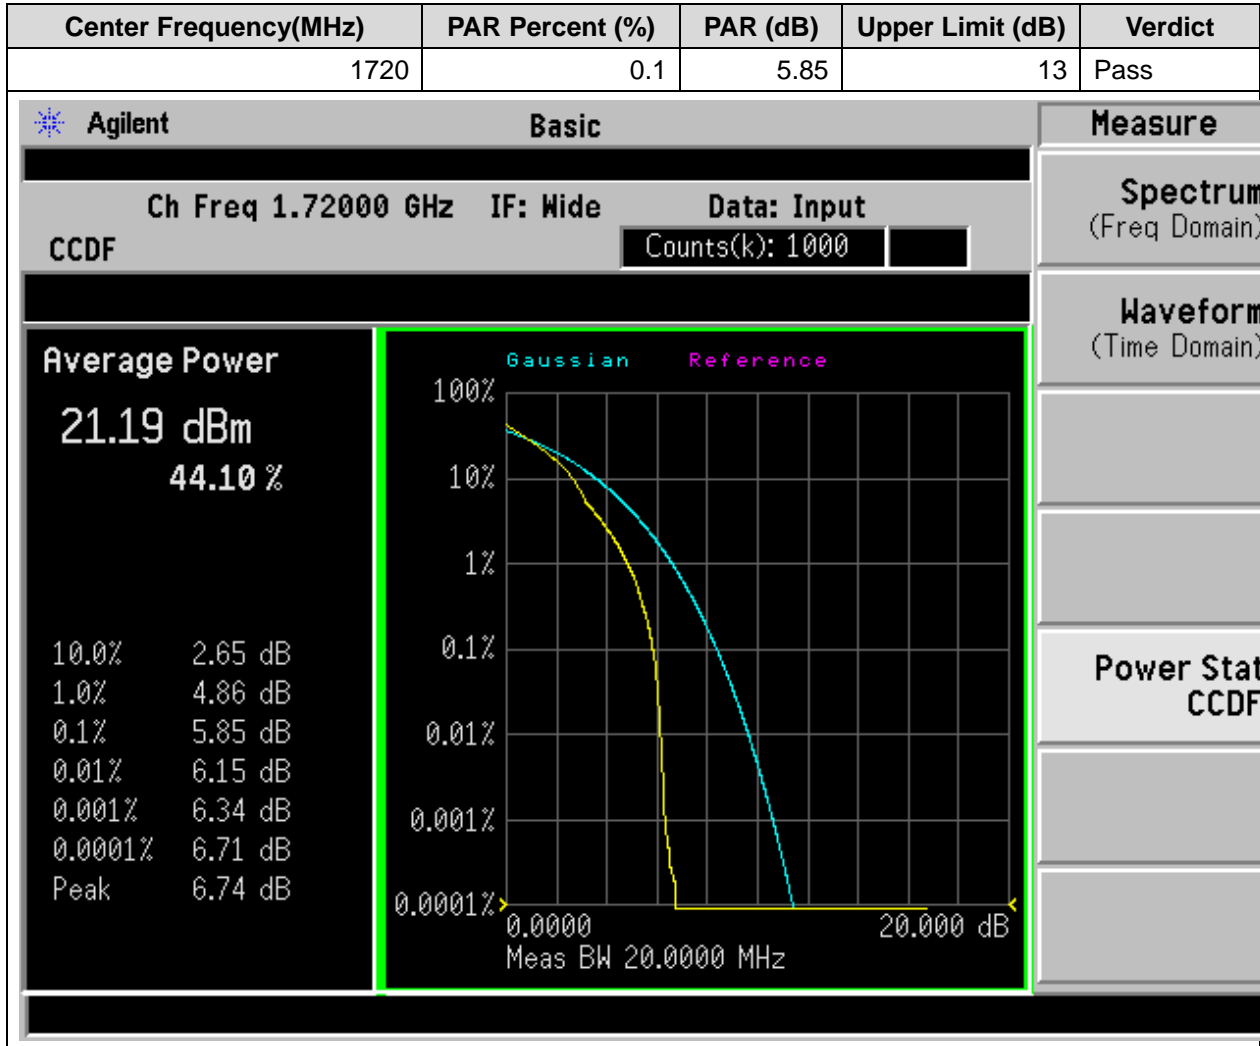 Center Frequency(MHz) PAR Percent (%) PAR (dB) Upper Limit (dB) Verdict
1720 0.1 5.85 13 Pass
Agilent Basic Measure
Ch Freq 1.72000 GHz IF: Wide Data: Input
CCDF Counts(k): 1000
Spectrum
(Freq Domain)
Waveform
(Time Domain)
Power Stat
CCDF
Average Power
21.19 dBm
44.10 %
10.0% 2.65 dB
1.0% 4.86 dB
0.1% 5.85 dB
0.01% 6.15 dB
0.001% 6.34 dB
0.0001% 6.71 dB
Peak 6.74 dB
Gaussian Reference
100%
10%
1%
0.1%
0.01%
0.001%
0.0001%
0.0000 20.000 dB
Meas BW 20.0000 MHz